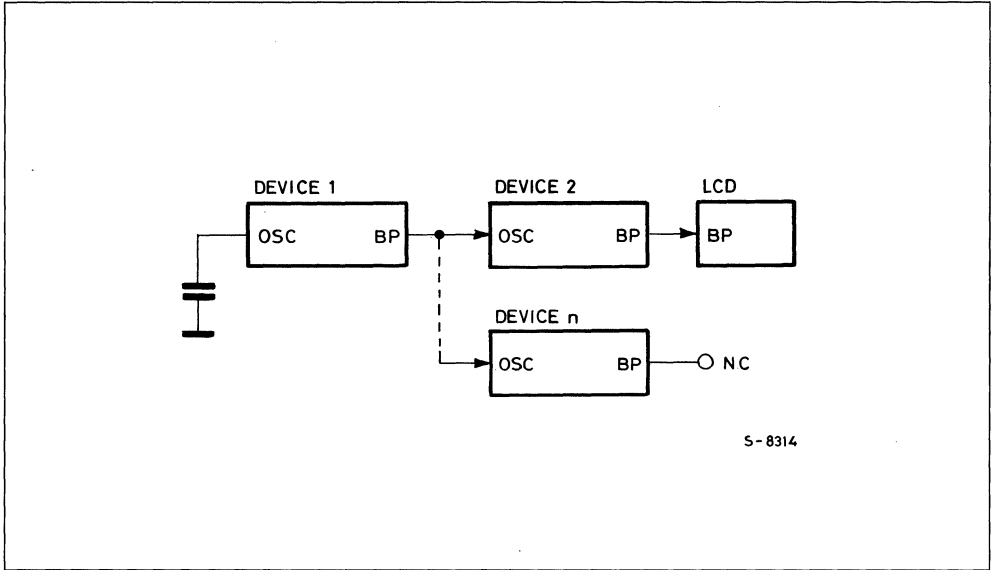 DEVICE 1
DEVICE 2
LCD
OSC BP
OSC BP
BP
DEVICE n
OSC BP
NC
S-8314